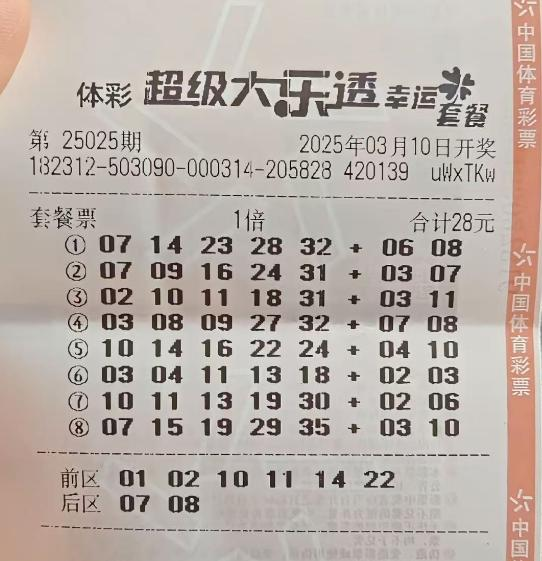 体彩 超级大乐透 幸运套餐
第 25025期 2025年03月10日开奖
182312-503090-000314-205828 420139 uWxTKw
套餐票 1倍 合计28元
① 07 14 23 28 32 + 06 08
② 07 09 16 24 31 + 03 07
③ 02 10 11 18 31 + 03 11
④ 03 08 09 27 32 + 07 08
⑤ 10 14 16 22 24 + 04 10
⑥ 03 04 11 13 18 + 02 03
⑦ 10 11 13 19 30 + 02 06
⑧ 07 15 19 29 35 + 03 10
前区 01 02 10 11 14 22
后区 07 08
中国体育彩票
中国体育彩票
中国